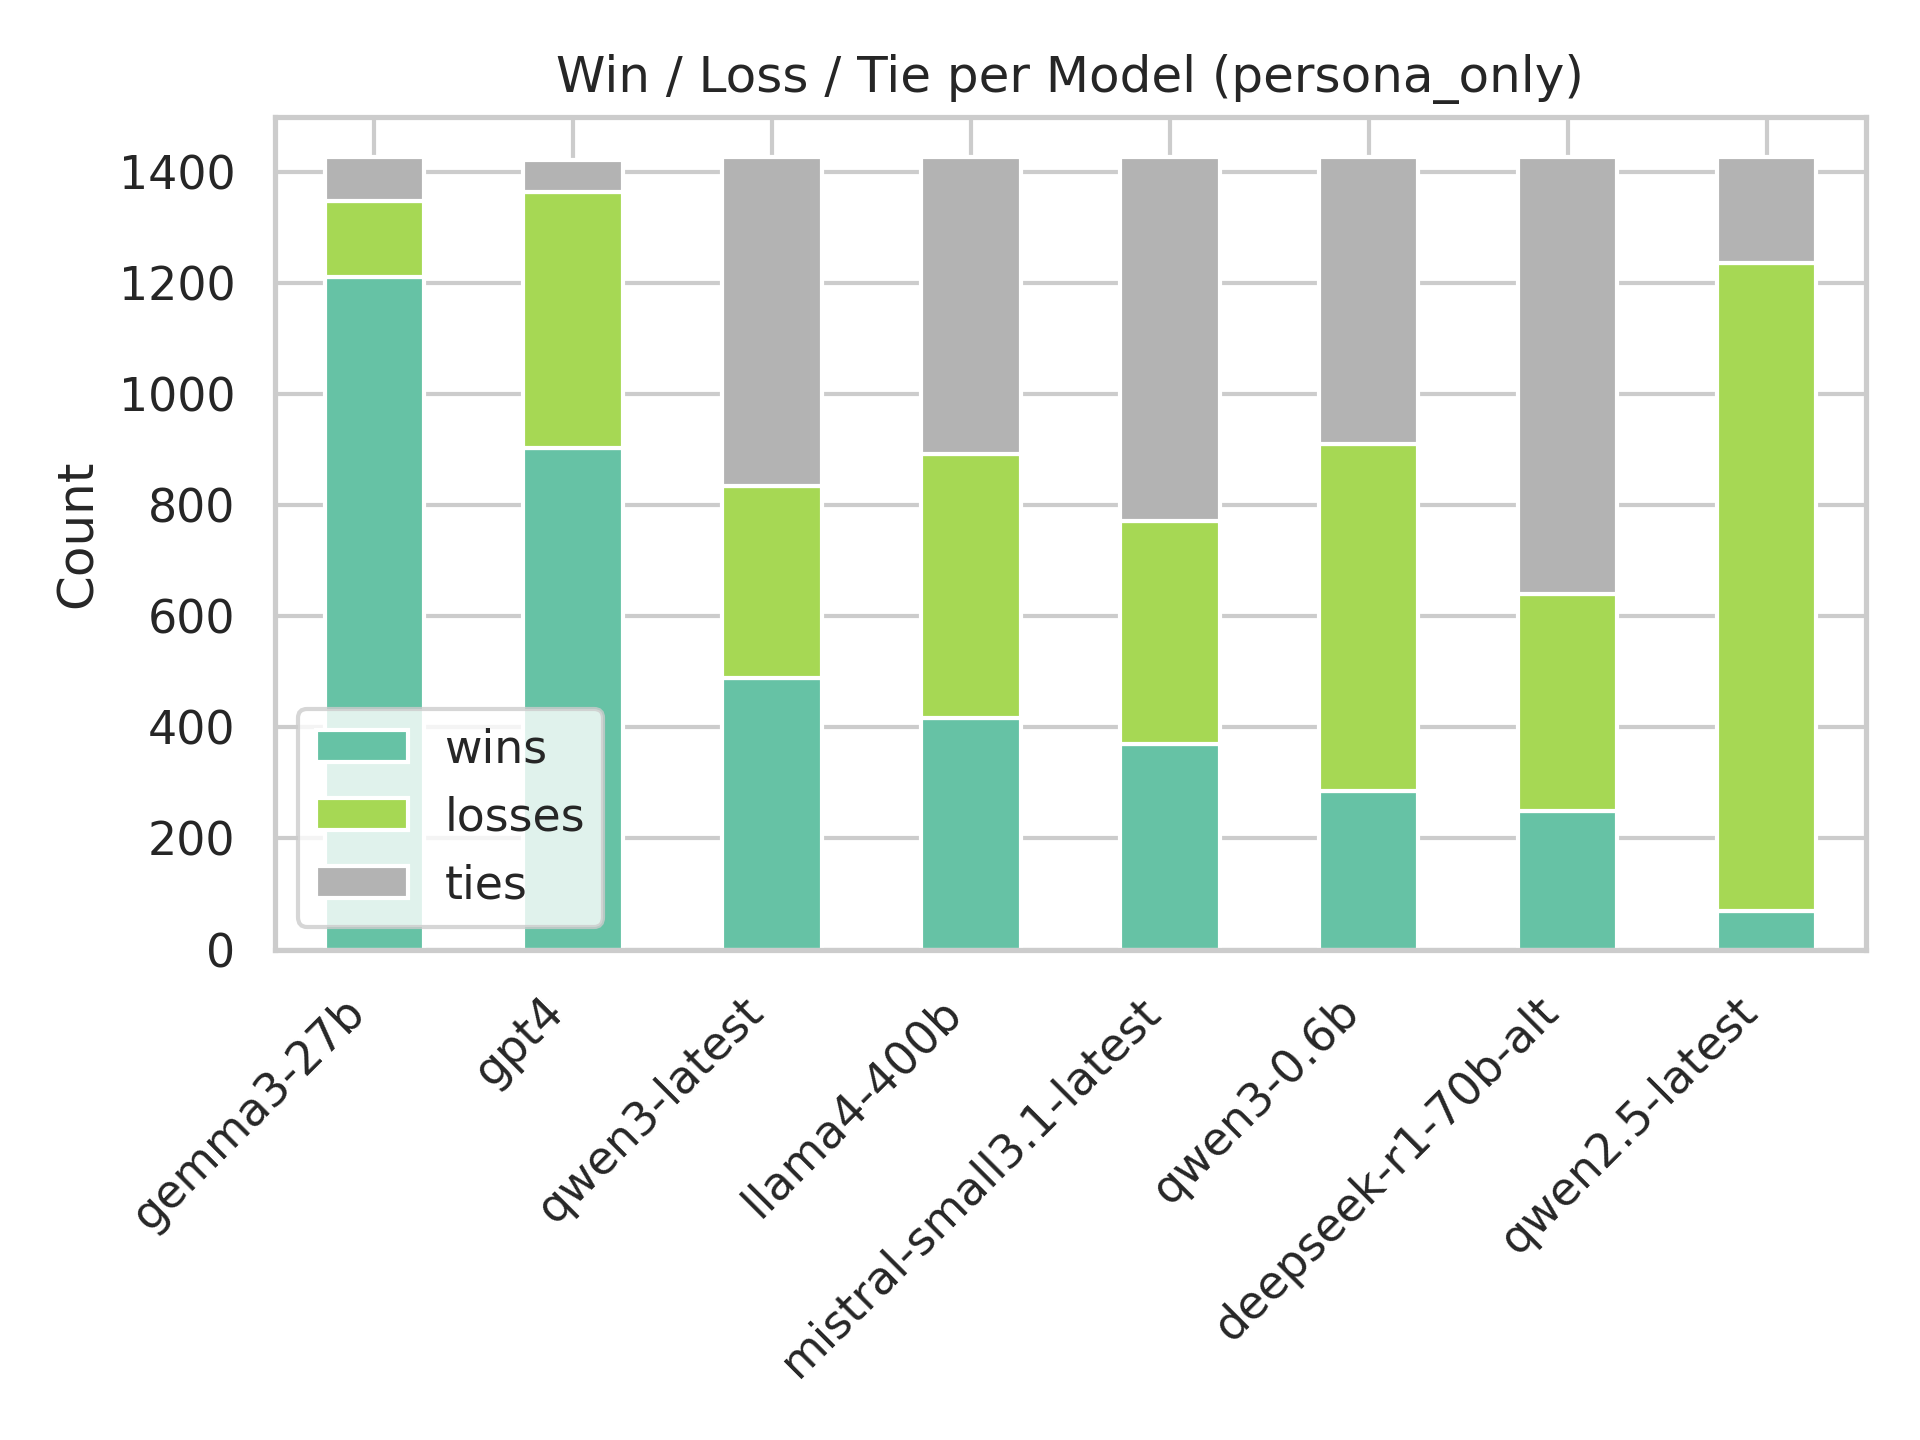 Win / Loss / Tie per Model (persona_only)
1400
1200
1000
800
600
400
200
0
Count
wins
losses
ties
gemma3-27b
gpt4
qwen3-latest
llama4-400b
mistral-small3.1-latest
qwen3-0.6b
deepseek-r1-70b-alt
qwen2.5-latest